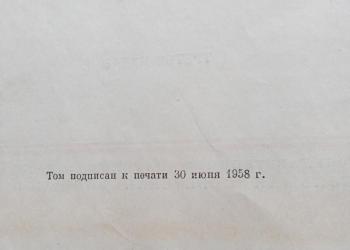 Том подписан к печати 30 июня 1958 г.